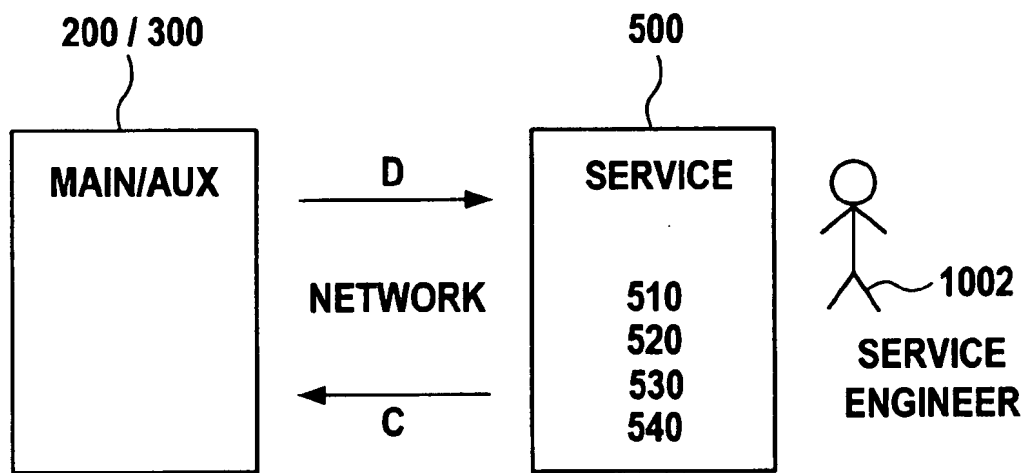 200 / 300
500
MAIN/AUX
D
SERVICE
NETWORK
510
520
530
540
C
1002
SERVICE
ENGINEER